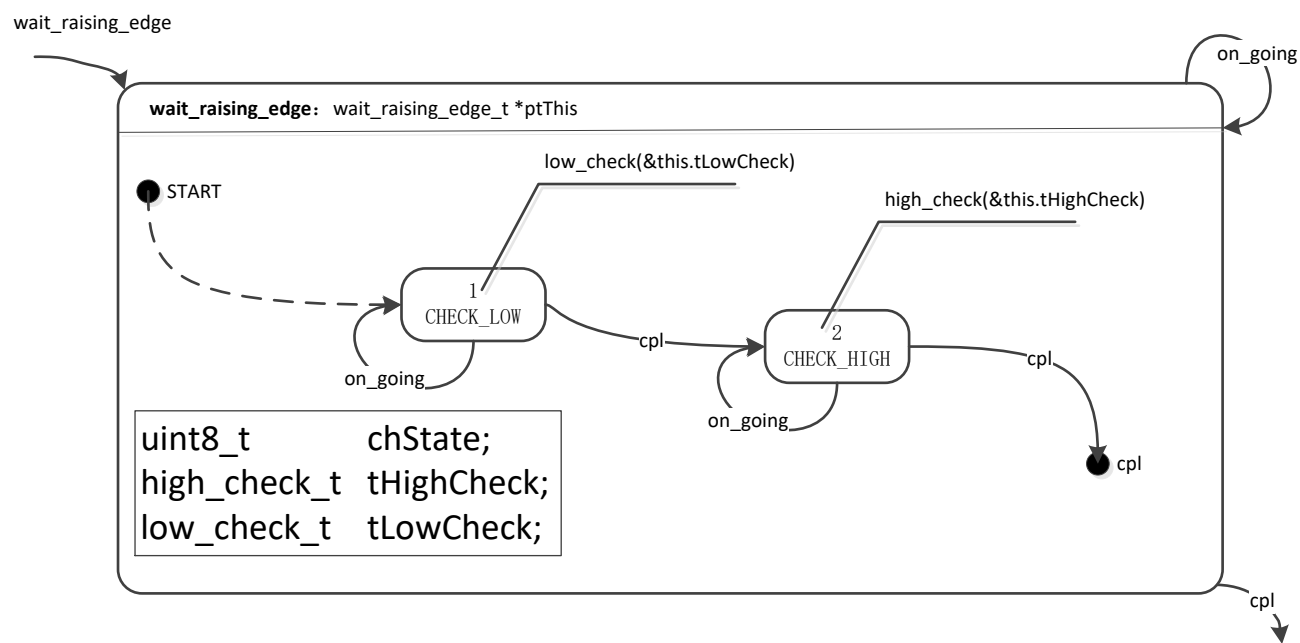 wait_raising_edge
on_going
wait_raising_edge：wait_raising_edge_t *ptThis
low_check(&this.tLowCheck)
START
high_check(&this.tHighCheck)
1
CHECK_LOW
cpl
2
CHECK_HIGH
cpl
on_going
on_going
uint8_t chState;
high_check_t tHighCheck;
low_check_t tLowCheck;
cpl
cpl